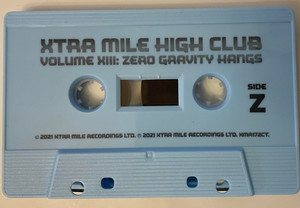 XTRA MILE HIGH CLUB
VOLUME XIII: ZERO GRAVITY HANGS
SIDE
Z
℗ 2021 XTRA MILE RECORDINGS LTD. © 2021 XTRA MILE RECORDINGS LTD. XMR172CT.